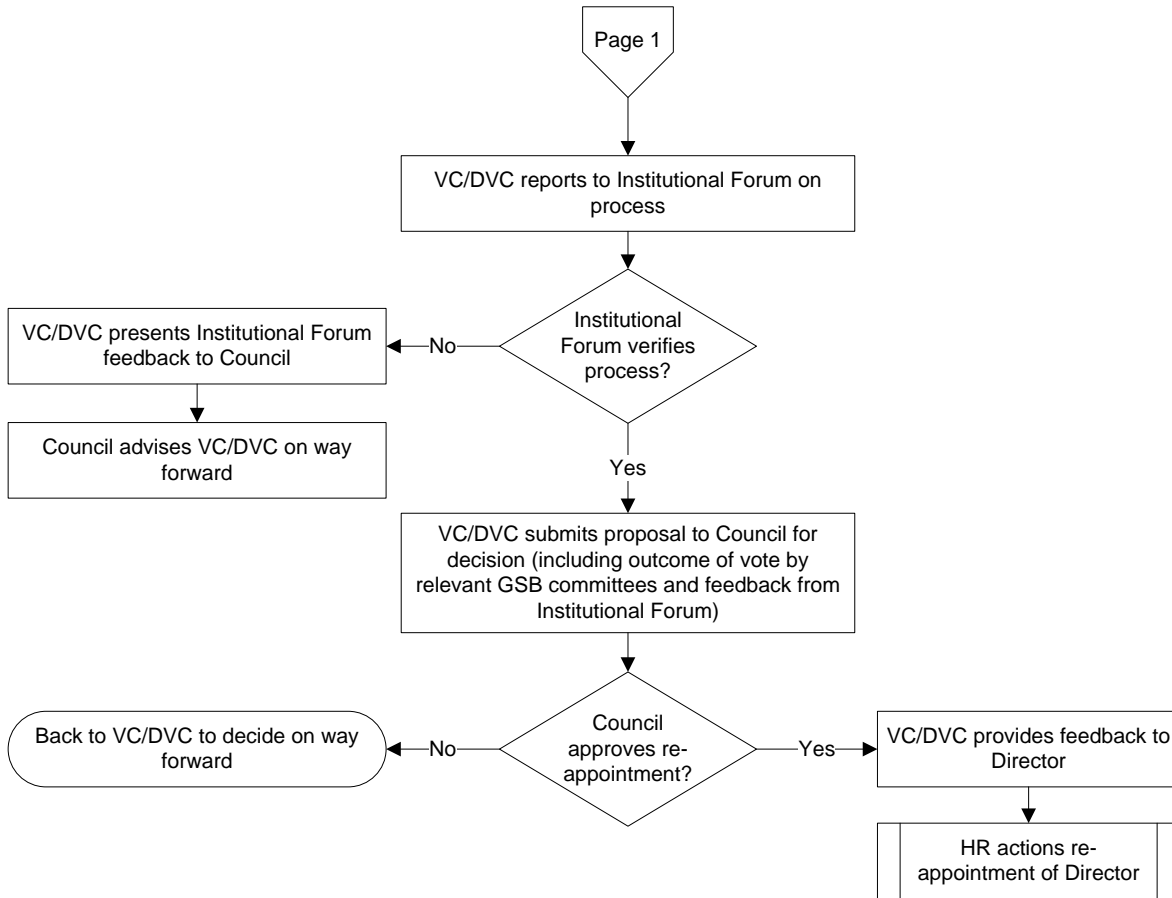 Page 1
VC/DVC reports to Institutional Forum on
process
Institutional
Forum verifies
process?
No
VC/DVC presents Institutional Forum
feedback to Council
Council advises VC/DVC on way
forward
Yes
VC/DVC submits proposal to Council for
decision (including outcome of vote by
relevant GSB committees and feedback from
Institutional Forum)
Council
approves re-
appointment?
No
Back to VC/DVC to decide on way
forward
Yes
VC/DVC provides feedback to
Director
HR actions re-
appointment of Director